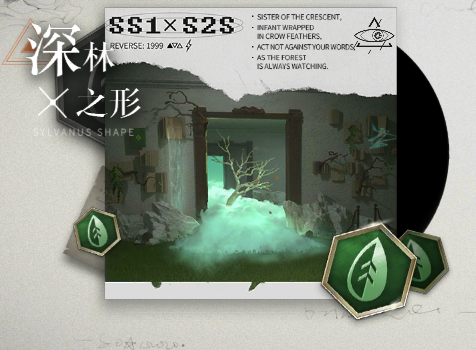 深林
之形
SYLVANUS SHAPE
SS1×S2S
REVERSE: 1999
• SISTER OF THE CRESCENT,
• INFANT WRAPPED
IN CROW FEATHERS,
• ACT NOT AGAINST YOUR WORDS,
• AS THE FOREST
IS ALWAYS WATCHING.